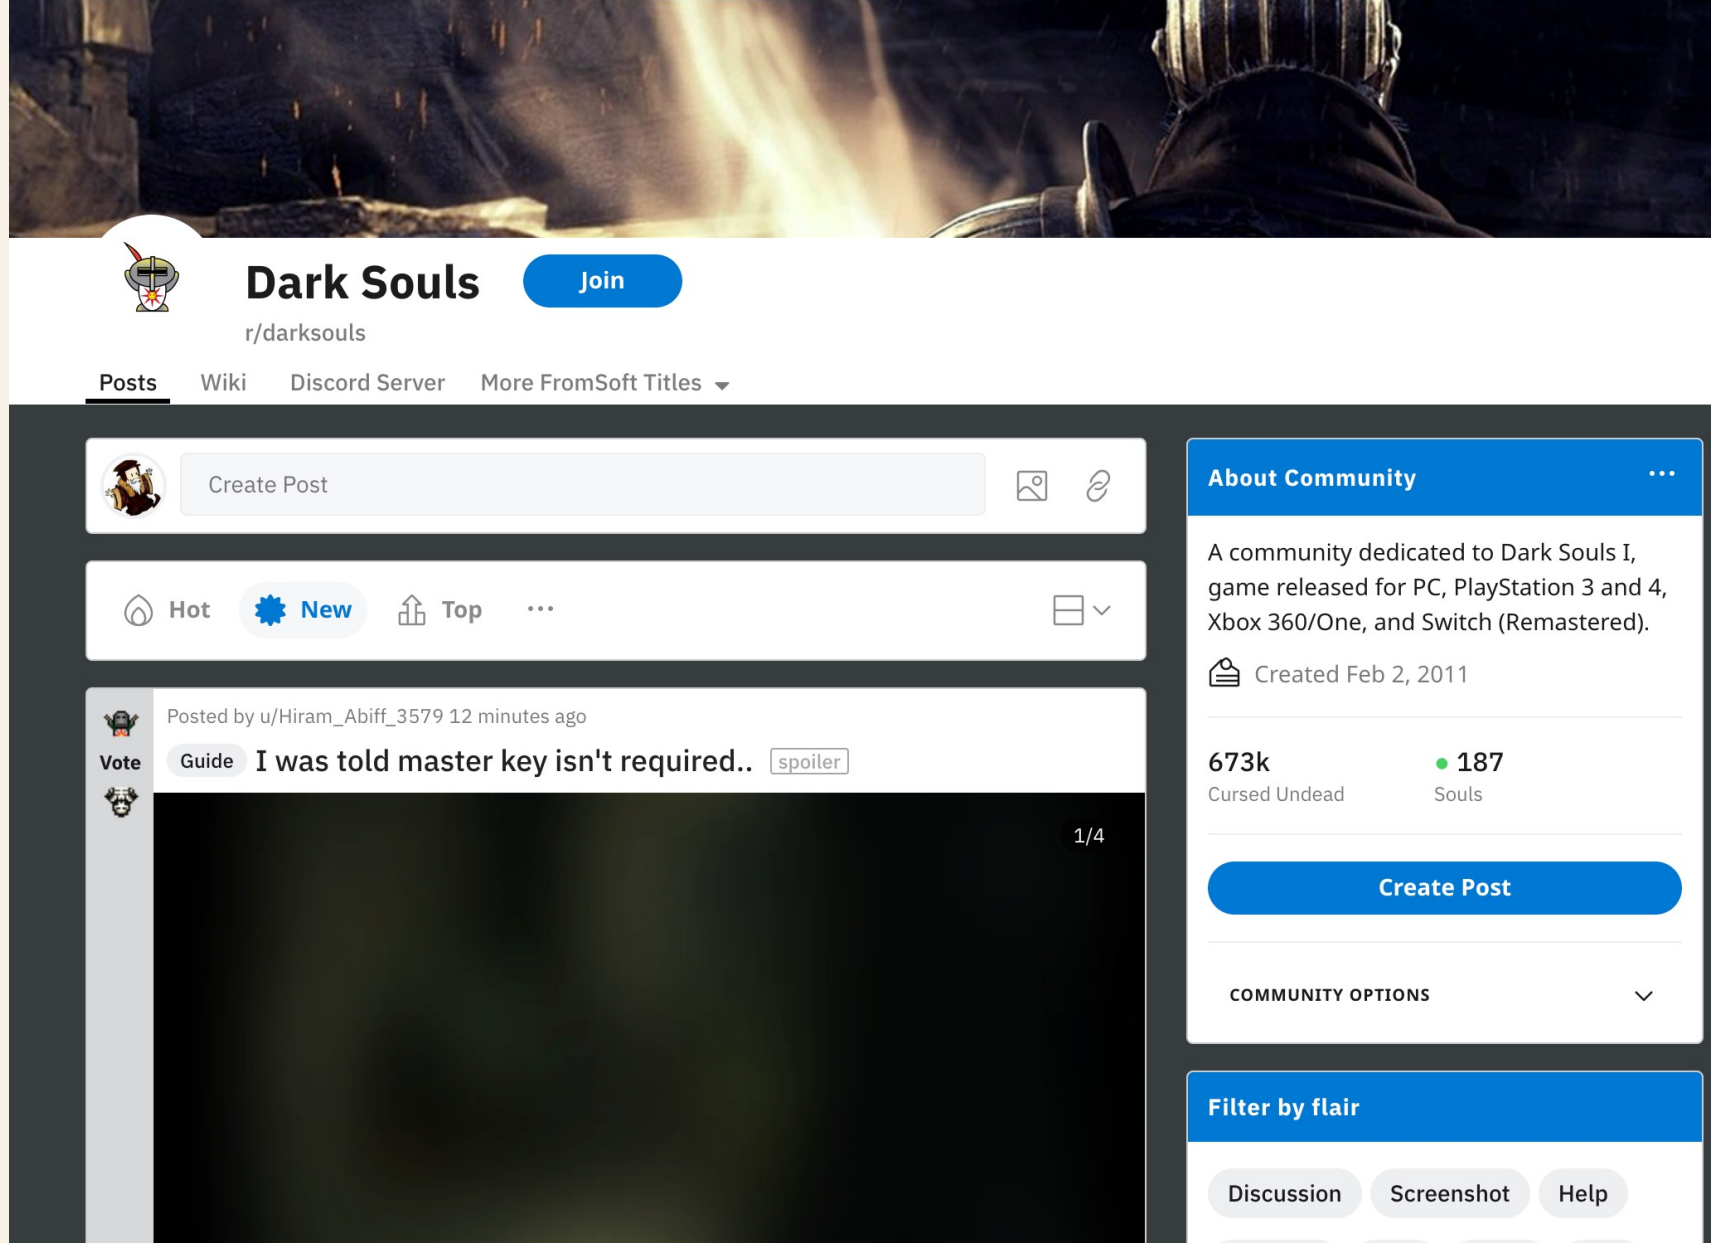 Dark Souls
Join
r/darksouls
Posts Wiki Discord Server More FromSoft Titles
Create Post
Hot New Top ...
Posted by u/Hiram_Abiff_3579 12 minutes ago
Vote
Guide I was told master key isn't required.. spoiler
1/4
About Community ...
A community dedicated to Dark Souls I,
game released for PC, PlayStation 3 and 4,
Xbox 360/One, and Switch (Remastered).
Created Feb 2, 2011
673k 187
Cursed Undead Souls
Create Post
COMMUNITY OPTIONS
Filter by flair
Discussion Screenshot Help